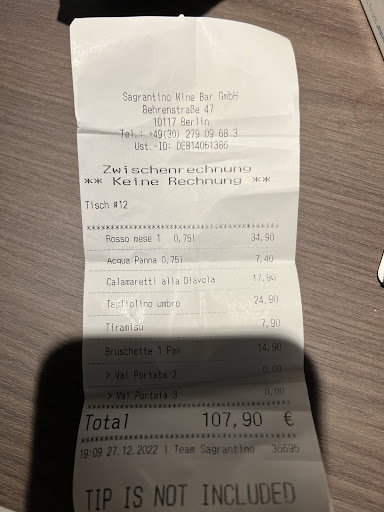 Sagrantino Wine Bar GmbH
Behrenstraße 47
10117 Berlin
Tel.: +49(30) 279 09 68 3
Ust.-ID: DE814061386
Zwischenrechnung
** Keine Rechnung **
Tisch #12
Rosso mese 1 0,75l 34,90
Acqua Panna 0,75l 7,40
Calamaretti alla Diavola 17,90
Tagliolino umbro 24,90
Tiramisu 7,90
Bruschette 1 Pax 14,90
> Vai Portata 2 0,00
> Vai Portata 3 0,00
Total 107,90 €
19:09 27.12.2022 1 Team Sagrantino 36695
TIP IS NOT INCLUDED